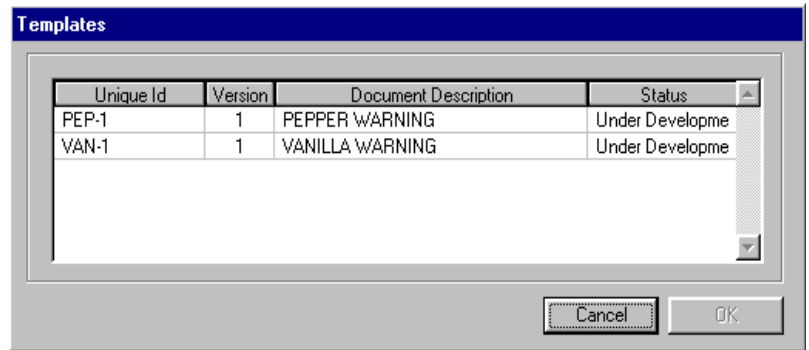 Templates
Unique Id Version Document Description Status
PEP-1 1 PEPPER WARNING Under Developme
VAN-1 1 VANILLA WARNING Under Developme
Cancel OK